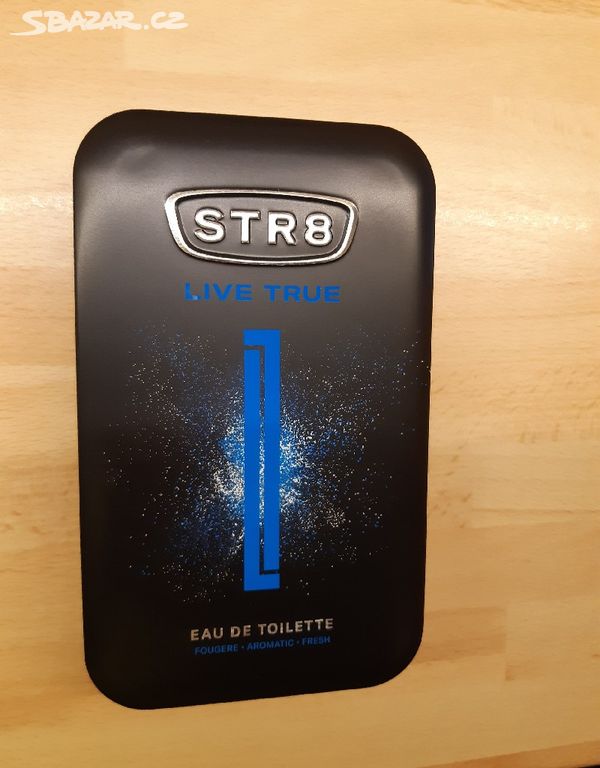 SBAZAR.CZ
STR8
LIVE TRUE
EAU DE TOILETTE
FOUGERE • AROMATIC • FRESH